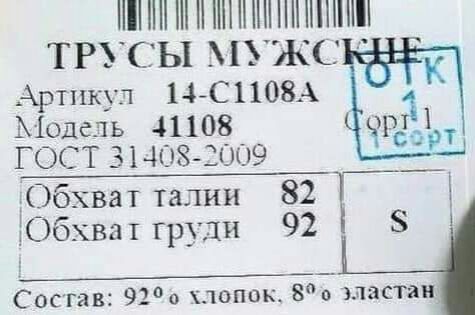 ТРУСЫ МУЖСКИЕ
Артикул 14-С1108А
Модель 41108 Сорт 1
ГОСТ 31408-2009
ОТК
1
1 сорт
Обхват талии 82
Обхват груди 92
S
Состав: 92% хлопок, 8% эластан